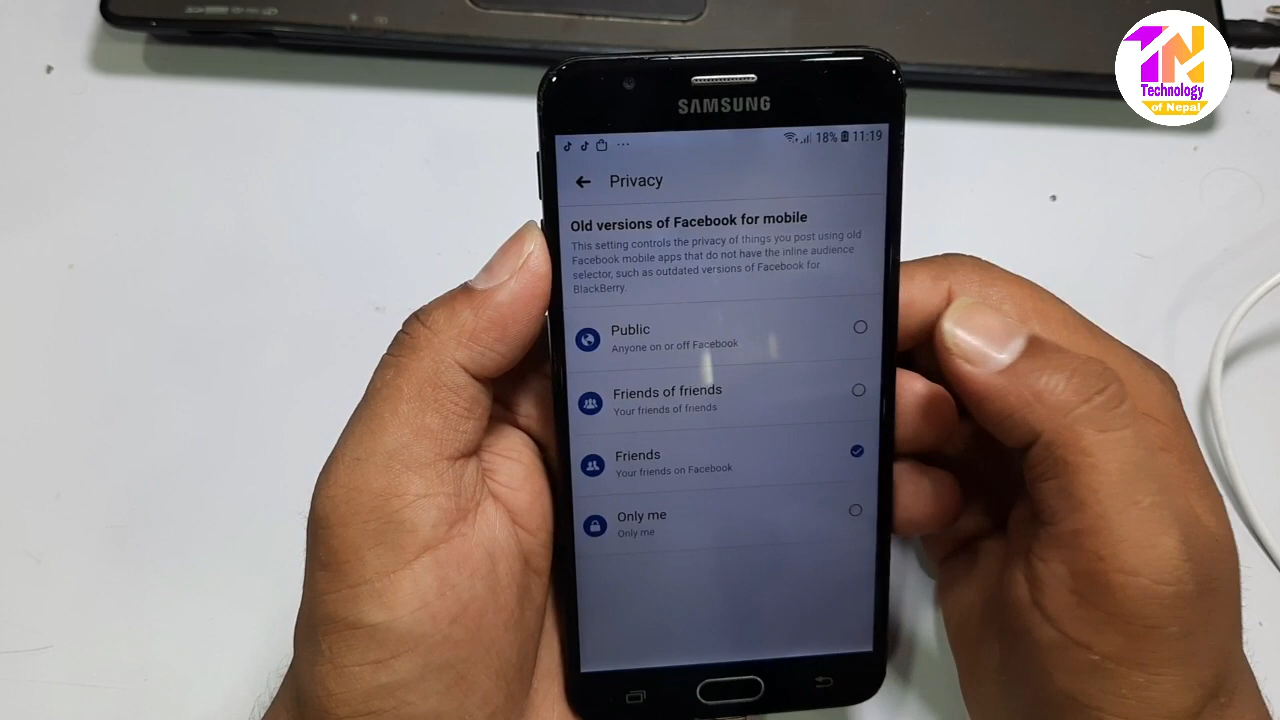 TN
Technology
of Nepal
SAMSUNG
18% 11:19
Privacy
Old versions of Facebook for mobile
This setting controls the privacy of things you post using old
Facebook mobile apps that do not have the inline audience
selector, such as outdated versions of Facebook for
BlackBerry.
Public
Anyone on or off Facebook
Friends of friends
Your friends of friends
Friends
Your friends on Facebook
Only me
Only me